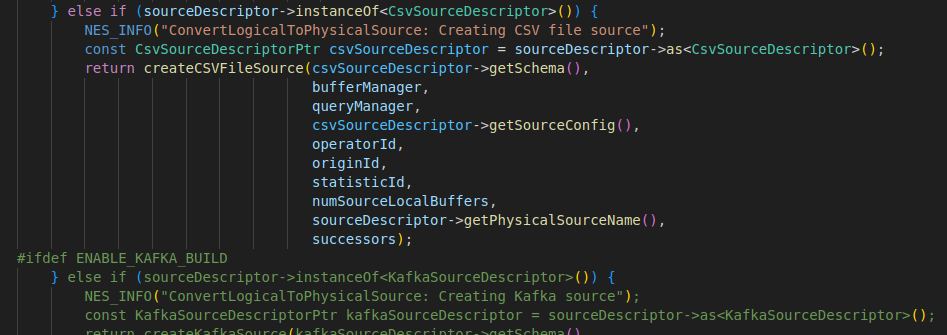 } else if (sourceDescriptor->instanceOf<CsvSourceDescriptor>()) {
NES_INFO("ConvertLogicalToPhysicalSource: Creating CSV file source");
const CsvSourceDescriptorPtr csvSourceDescriptor = sourceDescriptor->as<CsvSourceDescriptor>();
return createCSVFileSource(csvSourceDescriptor->getSchema(),
bufferManager,
queryManager,
csvSourceDescriptor->getSourceConfig(),
operatorId,
originId,
statisticId,
numSourceLocalBuffers,
sourceDescriptor->getPhysicalSourceName(),
successors);
#ifdef ENABLE_KAFKA_BUILD
} else if (sourceDescriptor->instanceOf<KafkaSourceDescriptor>()) {
NES_INFO("ConvertLogicalToPhysicalSource: Creating Kafka source");
const KafkaSourceDescriptorPtr kafkaSourceDescriptor = sourceDescriptor->as<KafkaSourceDescriptor>();
return createKafkaSource(kafkaSourceDescriptor->getSchema()